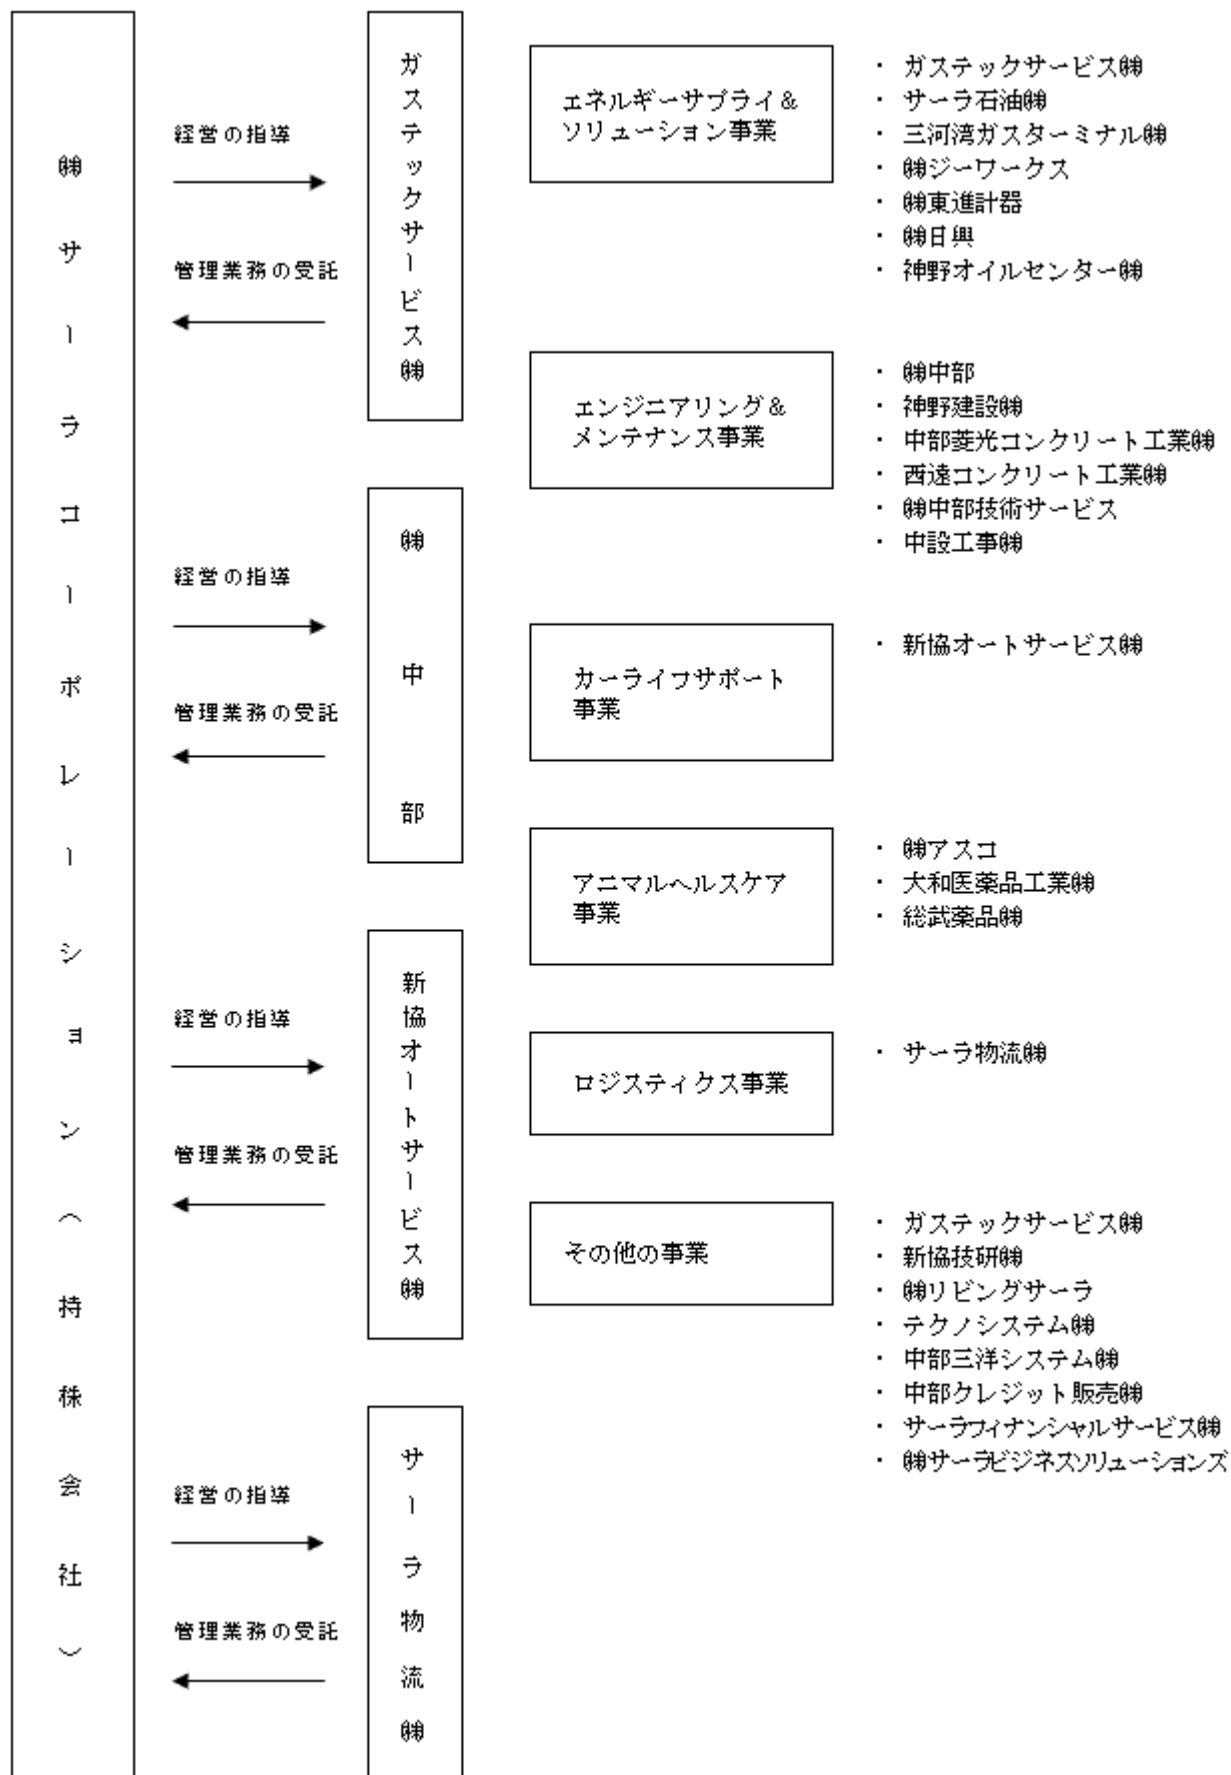 ㈱サーラコーポレーション(持株会社)
経営の指導
管理業務の受託
ガステックサービス㈱
経営の指導
管理業務の受託
㈱中部
経営の指導
管理業務の受託
新協オートサービス㈱
経営の指導
管理業務の受託
サーラ物流㈱
エネルギーサプライ&
ソリューション事業
・ ガステックサービス㈱
・ サーラ石油㈱
・ 三河湾ガスターミナル㈱
・ ㈱ジーワークス
・ ㈱東進計器
・ ㈱日興
・ 神野オイルセンター㈱
エンジニアリング&
メンテナンス事業
・ ㈱中部
・ 神野建設㈱
・ 中部菱光コンクリート工業㈱
・ 西遠コンクリート工業㈱
・ ㈱中部技術サービス
・ 中設工事㈱
カーライフサポート
事業
・ 新協オートサービス㈱
アニマルヘルスケア
事業
・ ㈱アスコ
・ 大和医薬品工業㈱
・ 総武薬品㈱
ロジスティクス事業
・ サーラ物流㈱
その他の事業
・ ガステックサービス㈱
・ 新協技研㈱
・ ㈱リビングサーラ
・ テクノシステム㈱
・ 中部三洋システム㈱
・ 中部クレジット販売㈱
・ サーラフィナンシャルサービス㈱
・ ㈱サーラビジネスソリューションズ